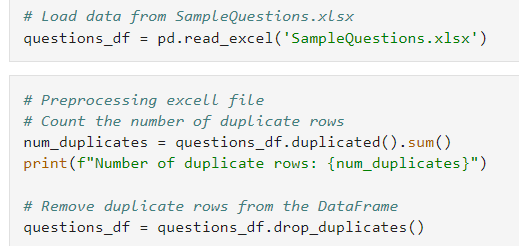 # Load data from SampleQuestions.xlsx
questions_df = pd.read_excel('SampleQuestions.xlsx')
# Preprocessing excell file
# Count the number of duplicate rows
num_duplicates = questions_df.duplicated().sum()
print(f"Number of duplicate rows: {num_duplicates}")
# Remove duplicate rows from the DataFrame
questions_df = questions_df.drop_duplicates()